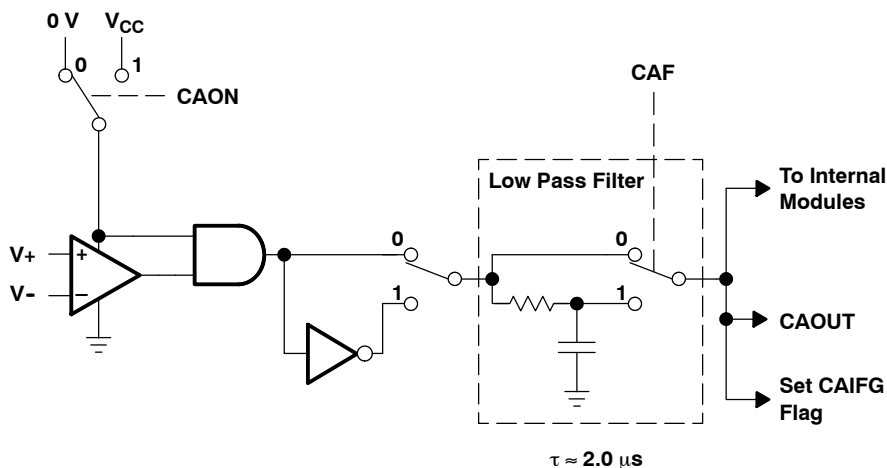 0 V VCC
0 1
CAON
CAF
Low Pass Filter
To Internal
Modules
V+
+
V−
−
0
1
0
1
CAOUT
Set CAIFG
Flag
τ ≈ 2.0 μs